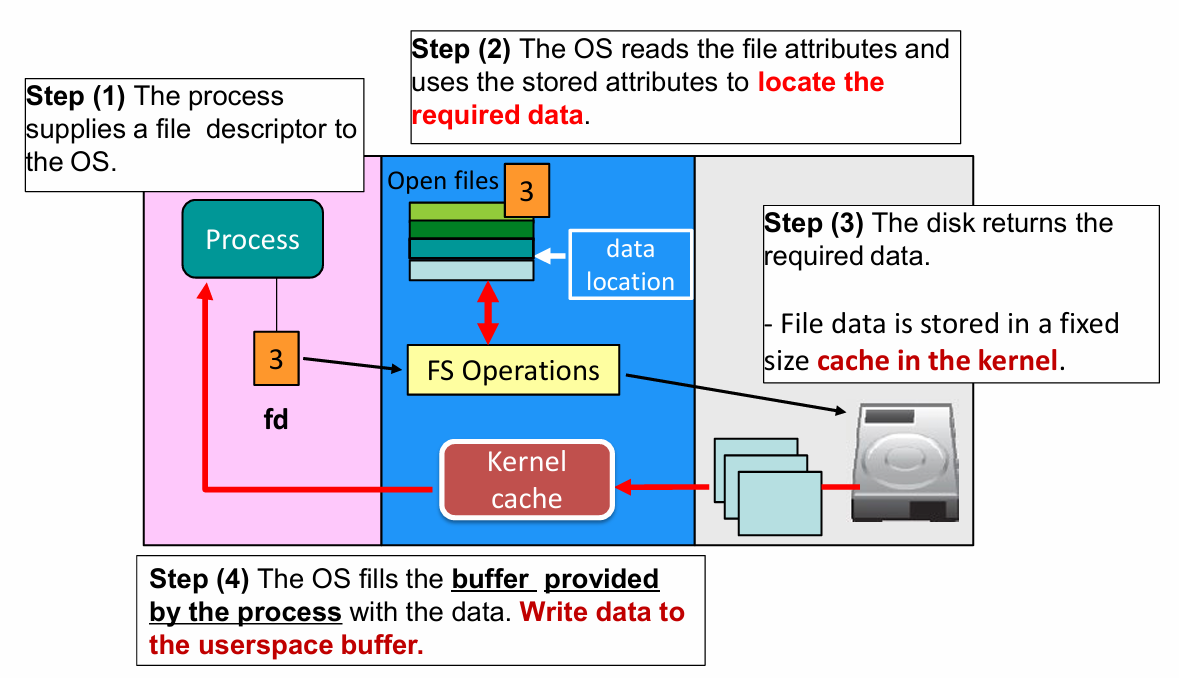 Step (2) The OS reads the file attributes and
uses the stored attributes to locate the
required data.
Step (1) The process
supplies a file descriptor to
the OS.
Open files
3
Process
data
location
Step (3) The disk returns the
required data.
- File data is stored in a fixed
size cache in the kernel.
3
FS Operations
fd
Kernel
cache
Step (4) The OS fills the buffer provided
by the process with the data. Write data to
the userspace buffer.